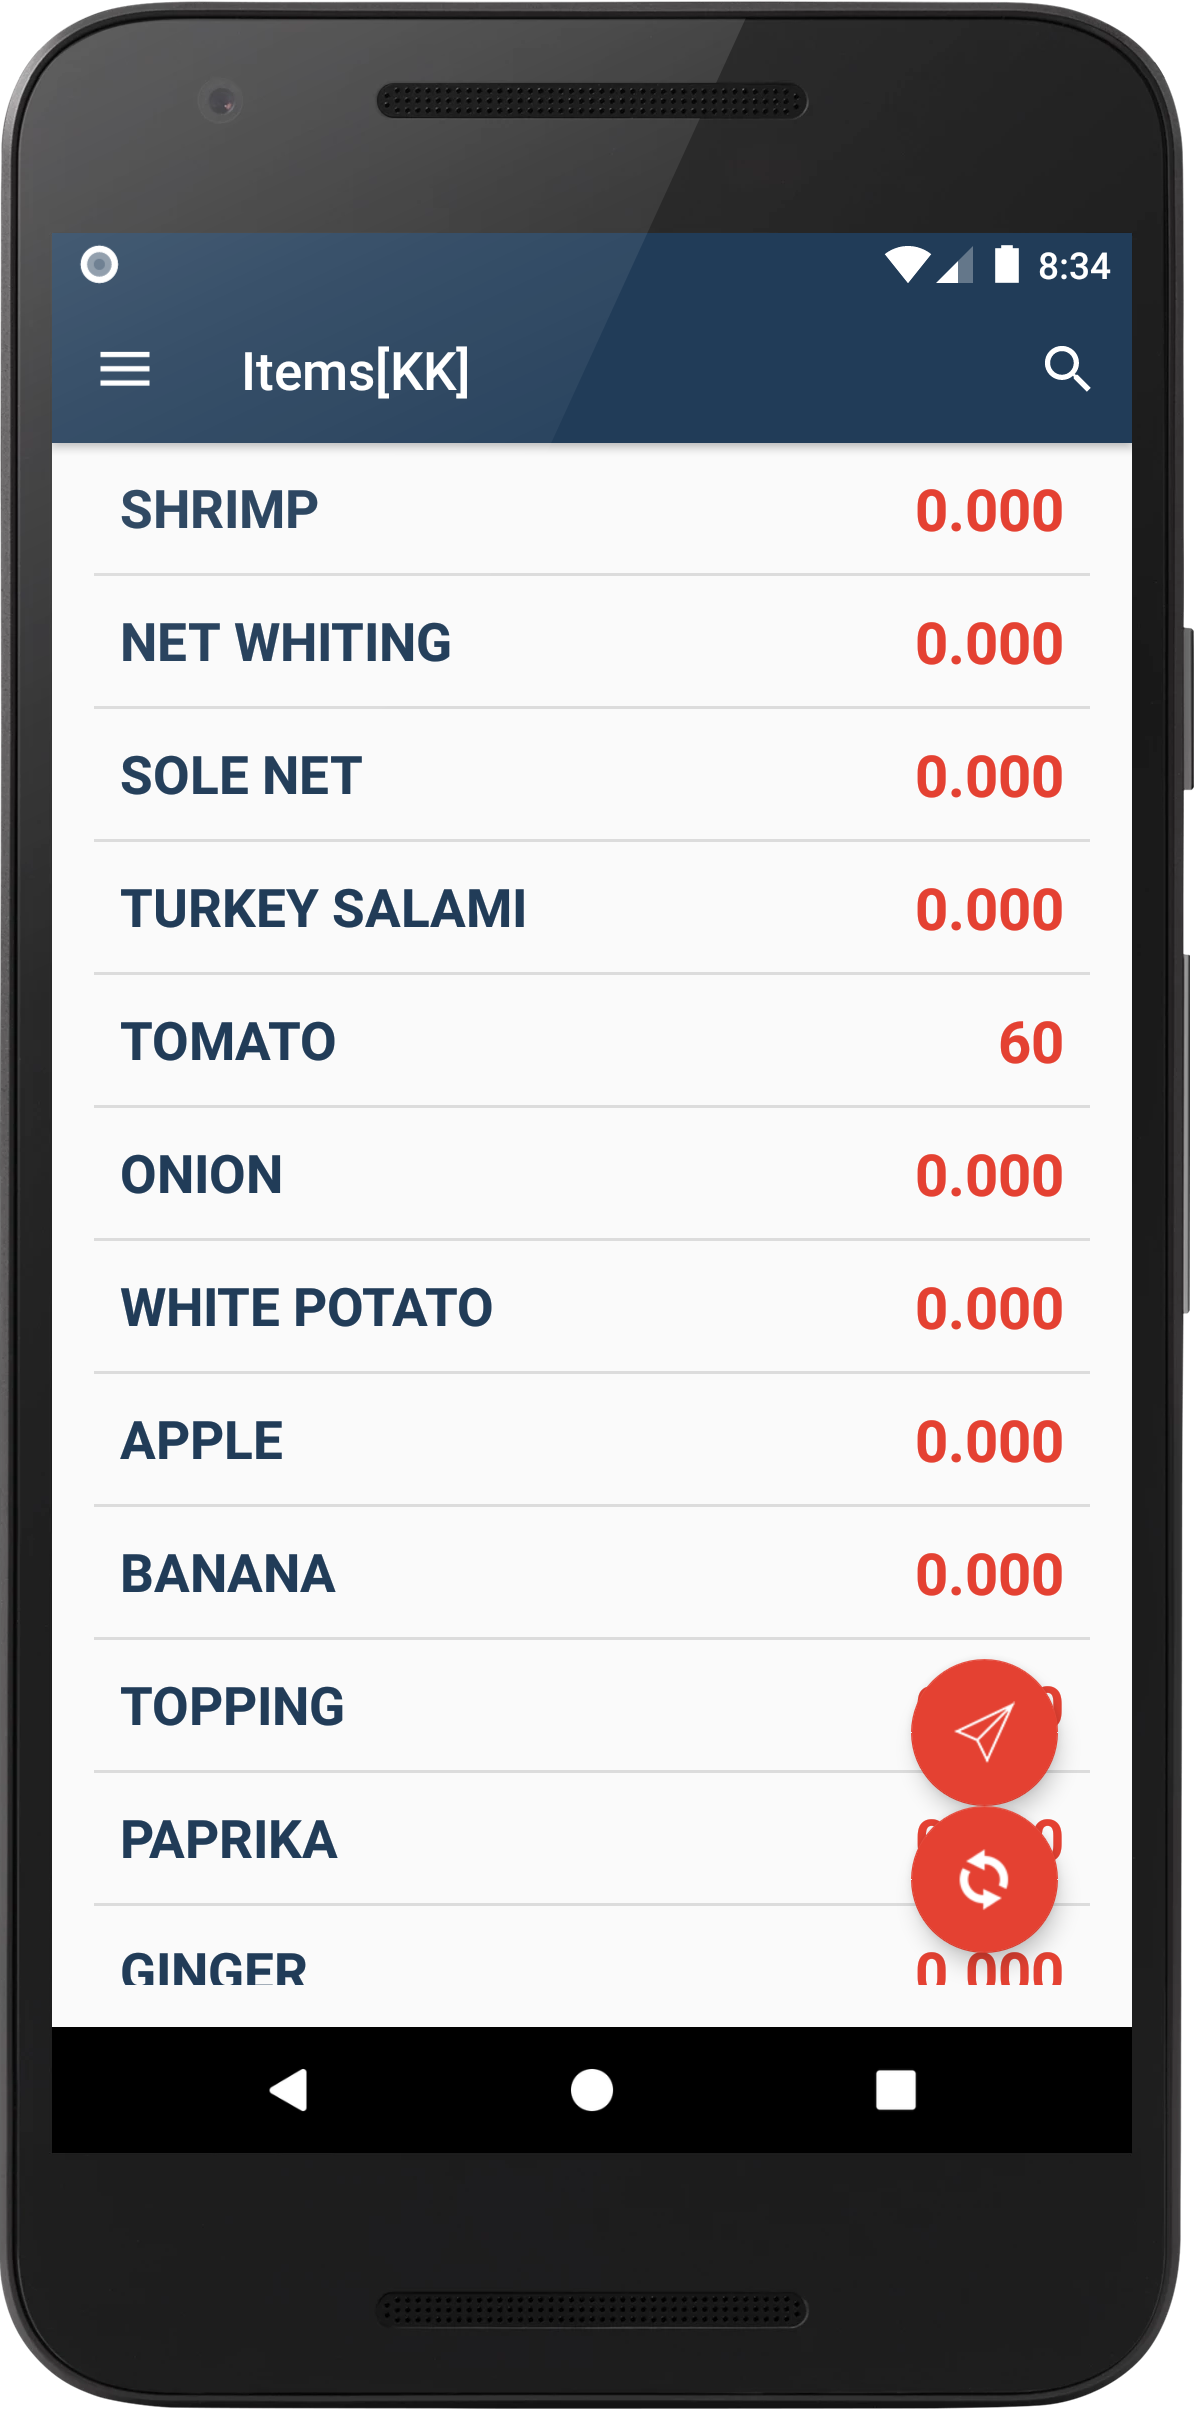 8:34
Items[KK]
SHRIMP 0.000
NET WHITING 0.000
SOLE NET 0.000
TURKEY SALAMI 0.000
TOMATO 60
ONION 0.000
WHITE POTATO 0.000
APPLE 0.000
BANANA 0.000
TOPPING
PAPRIKA
GINGER 0.000